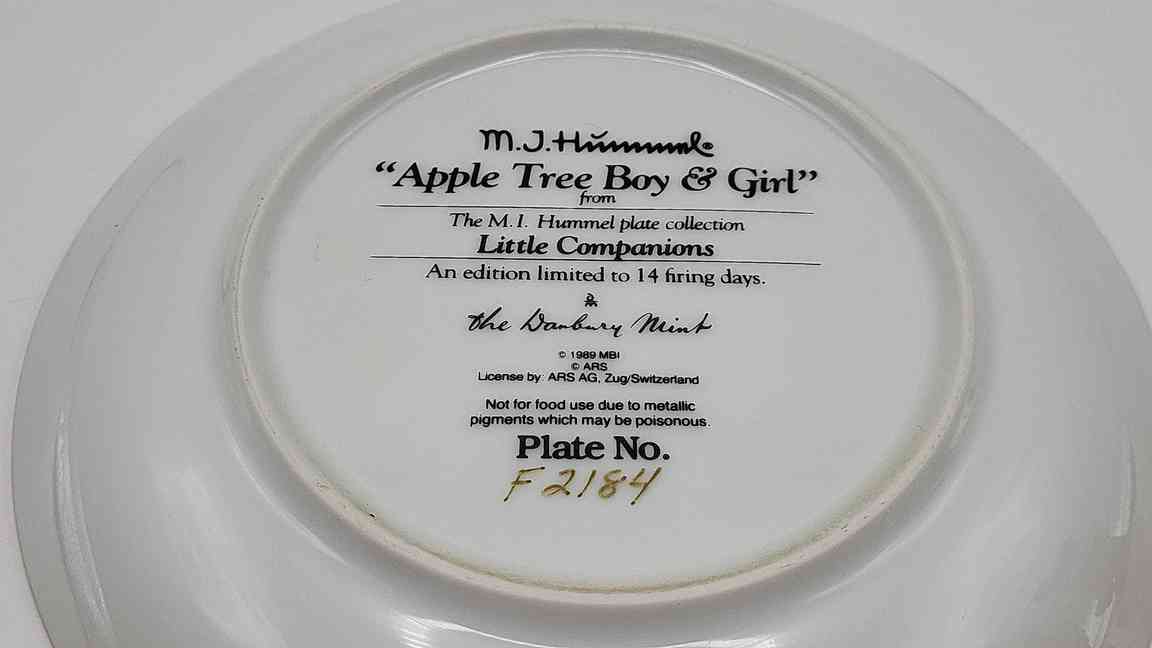 M.J.Hummel®
“Apple Tree Boy & Girl”
from
The M.I. Hummel plate collection
Little Companions
An edition limited to 14 firing days.
the Danbury Mint
© 1989 MBI
© ARS
License by: ARS AG, Zug/Switzerland
Not for food use due to metallic
pigments which may be poisonous.
Plate No.
F2184